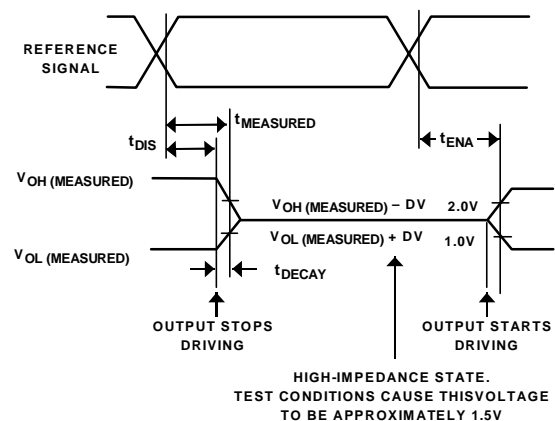 REFERENCE
SIGNAL
tMEASURED
tDIS
tENA
VOH (MEASURED)
VOH (MEASURED) – DV
2.0V
VOL (MEASURED) + DV
1.0V
VOL (MEASURED)
tDECAY
OUTPUT STOPS
DRIVING
OUTPUT STARTS
DRIVING
HIGH-IMPEDANCE STATE.
TEST CONDITIONS CAUSE THISVOLTAGE
TO BE APPROXIMATELY 1.5V